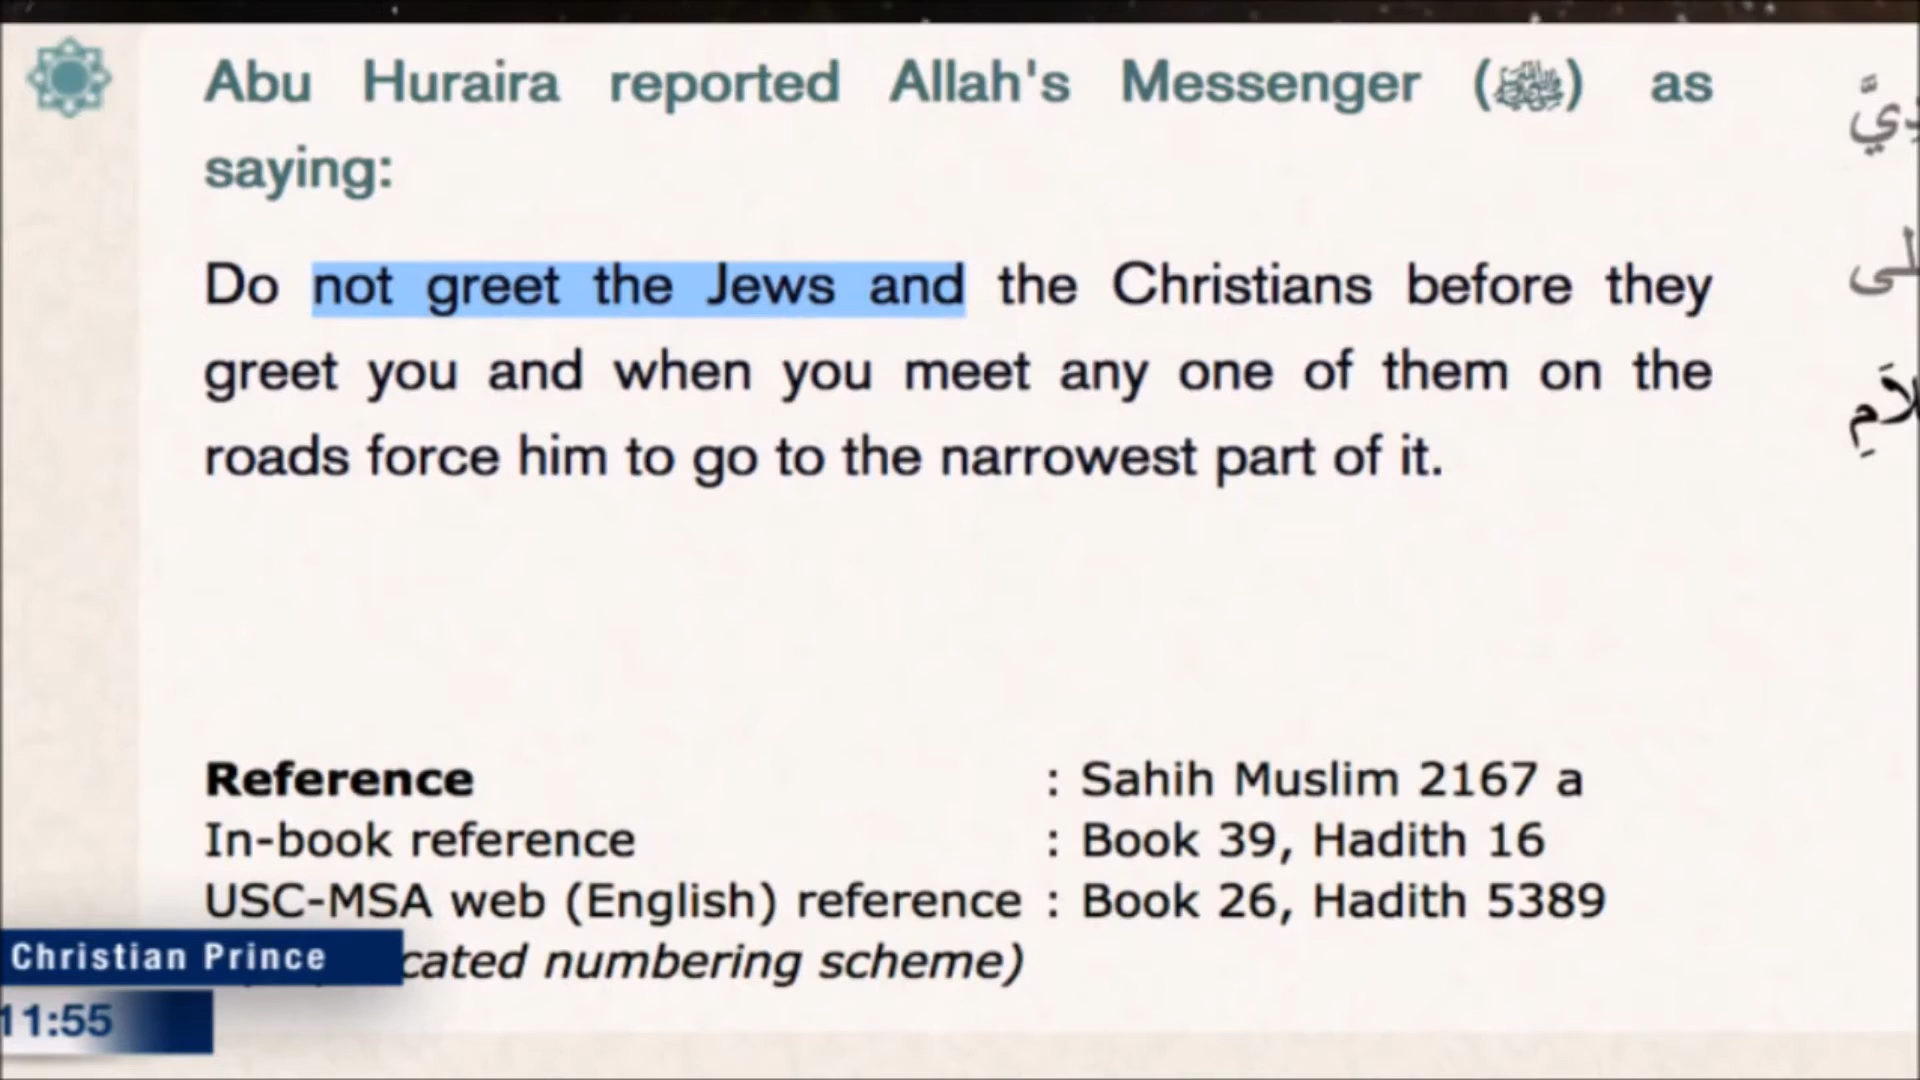 Abu Huraira reported Allah's Messenger (ﷺ) as
saying:
Do not greet the Jews and the Christians before they
greet you and when you meet any one of them on the
roads force him to go to the narrowest part of it.
Reference : Sahih Muslim 2167 a
In-book reference : Book 39, Hadith 16
USC-MSA web (English) reference : Book 26, Hadith 5389
cated numbering scheme)
Christian Prince
11:55